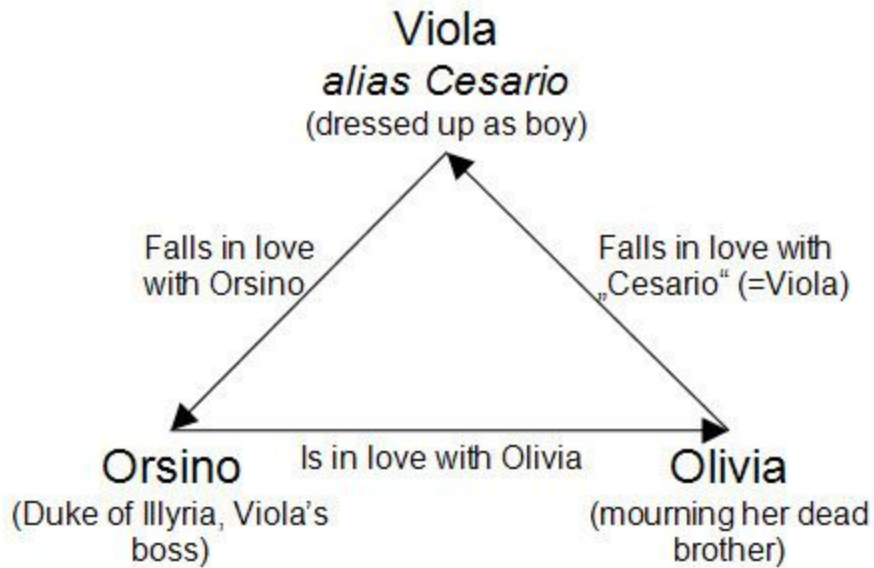 Viola
alias Cesario
(dressed up as boy)
Falls in love
with Orsino
Falls in love with
„Cesario“ (=Viola)
Is in love with Olivia
Orsino
(Duke of Illyria, Viola’s
boss)
Olivia
(mourning her dead
brother)